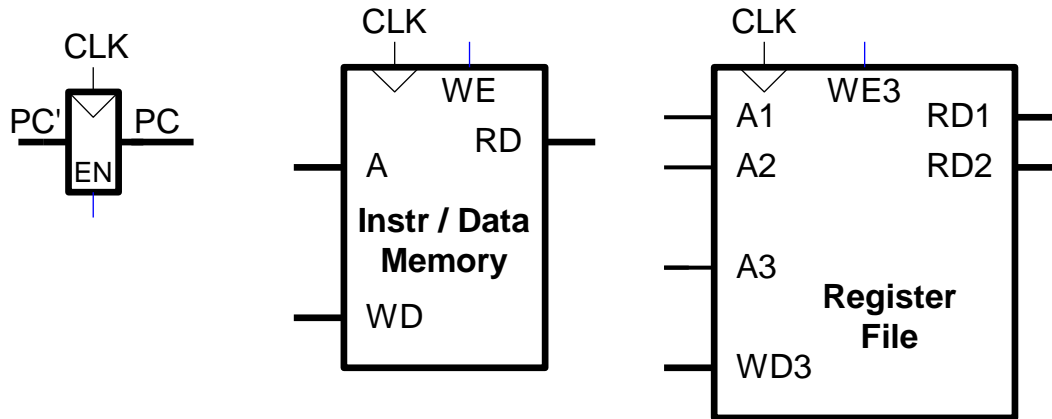 CLK
PC'
PC
EN
CLK
WE
RD
A
Instr / Data
Memory
WD
CLK
WE3
A1
RD1
A2
RD2
A3
Register
File
WD3